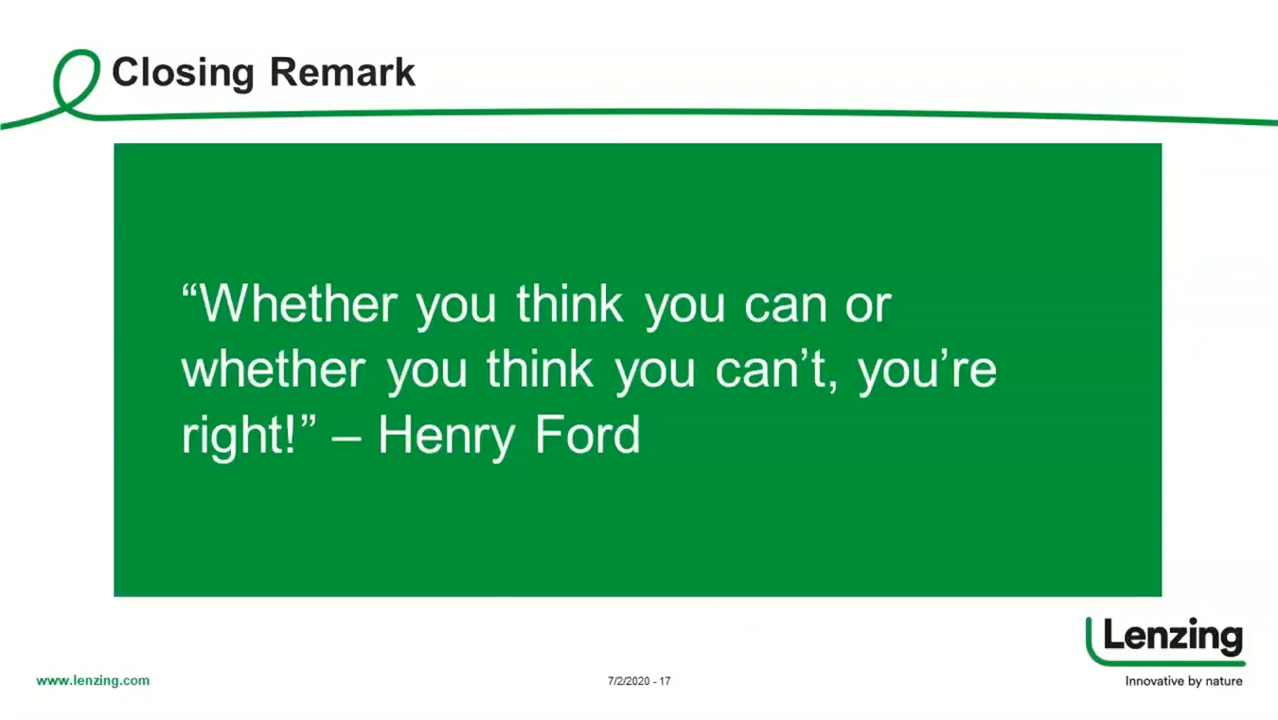 Closing Remark
“Whether you think you can or
whether you think you can’t, you’re
right!” – Henry Ford
Lenzing
Innovative by nature
www.lenzing.com
7/2/2020 - 17